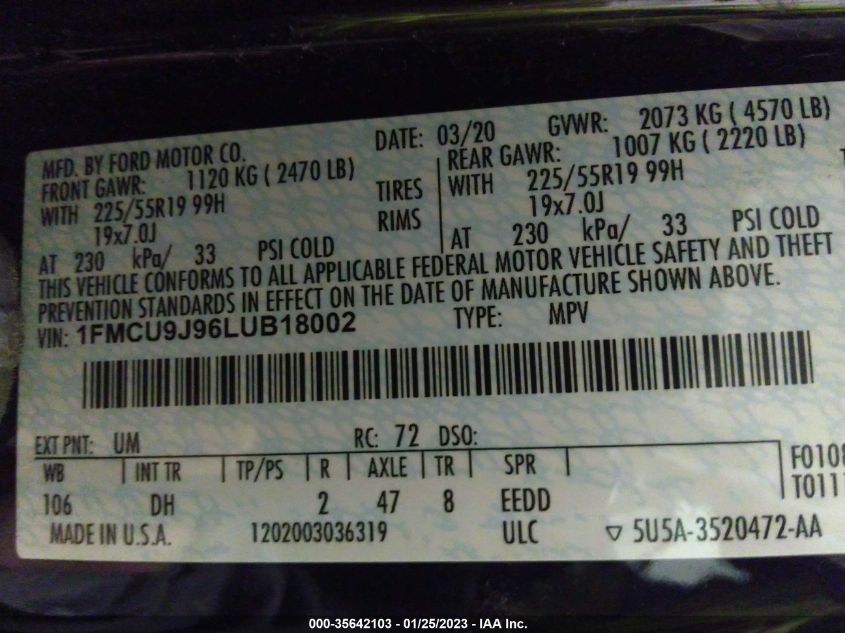 MFD. BY FORD MOTOR CO. DATE: 03/20 GVWR: 2073 KG ( 4570 LB)
FRONT GAWR: 1120 KG ( 2470 LB) REAR GAWR: 1007 KG ( 2220 LB)
WITH 225/55R19 99H TIRES WITH 225/55R19 99H
19x7.0J RIMS 19x7.0J
AT 230 kPa/ 33 PSI COLD AT 230 kPa/ 33 PSI COLD
THIS VEHICLE CONFORMS TO ALL APPLICABLE FEDERAL MOTOR VEHICLE SAFETY AND THEFT
PREVENTION STANDARDS IN EFFECT ON THE DATE OF MANUFACTURE SHOWN ABOVE.
VIN: 1FMCU9J96LUB18002 TYPE: MPV
EXT PNT: UM RC: 72 DSO:
WB INT TR TP/PS R AXLE TR SPR
106 DH 2 47 8 EEDD
MADE IN U.S.A. 1202003036319 ULC ▽ 5U5A-3520472-AA
000-35642103 - 01/25/2023 - IAA Inc.